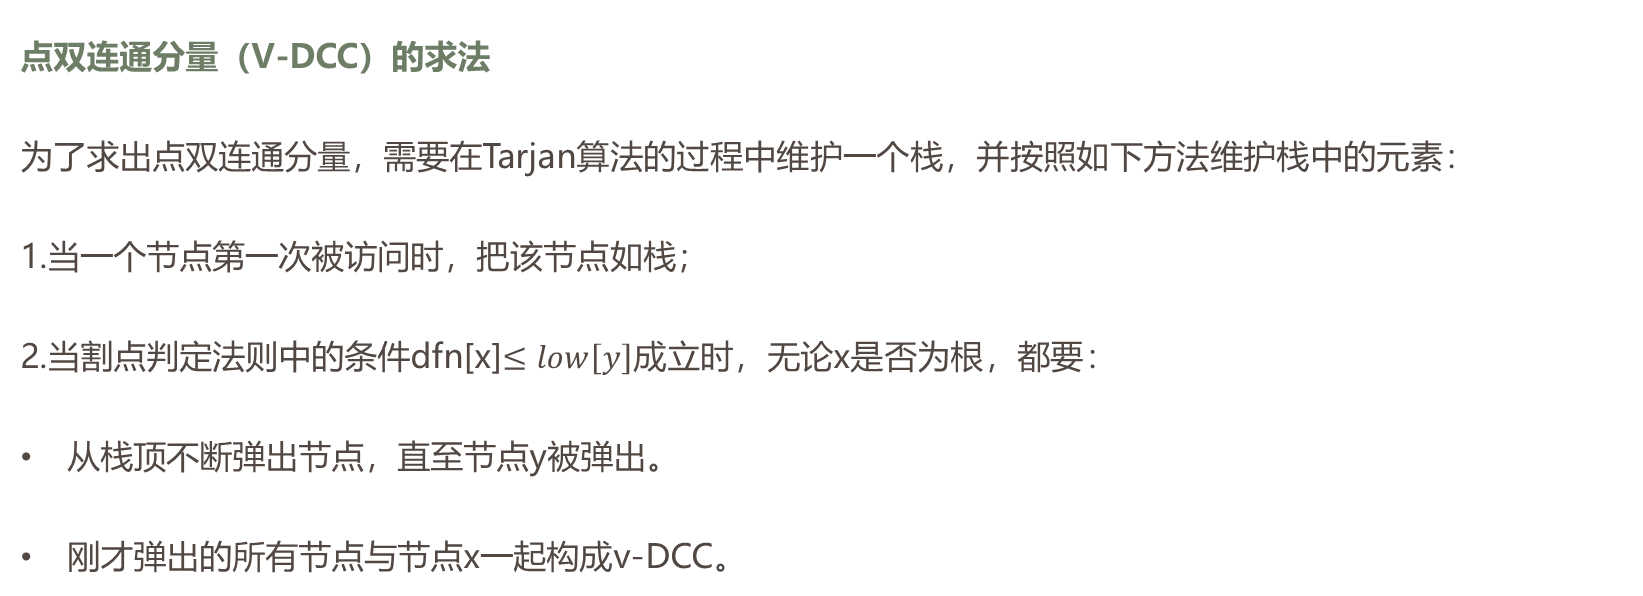 点双连通分量（V-DCC）的求法
为了求出点双连通分量，需要在Tarjan算法的过程中维护一个栈，并按照如下方法维护栈中的元素：
1.当一个节点第一次被访问时，把该节点如栈；
2.当割点判定法则中的条件dfn[x]≤ low[y]成立时，无论x是否为根，都要：
• 从栈顶不断弹出节点，直至节点y被弹出。
• 刚才弹出的所有节点与节点x一起构成v-DCC。